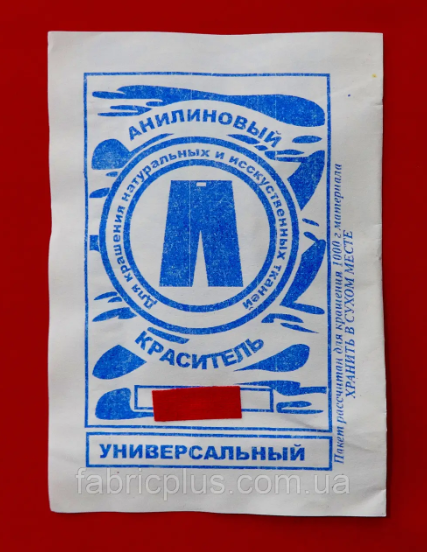 АНИЛИНОВЫЙ
для крашения натуральных и исскуственных тканей
КРАСИТЕЛЬ
УНИВЕРСАЛЬНЫЙ
Пакет рассчитан для крашения 1000 г материала
ХРАНИТЬ В СУХОМ МЕСТЕ
fabricplus.com.ua